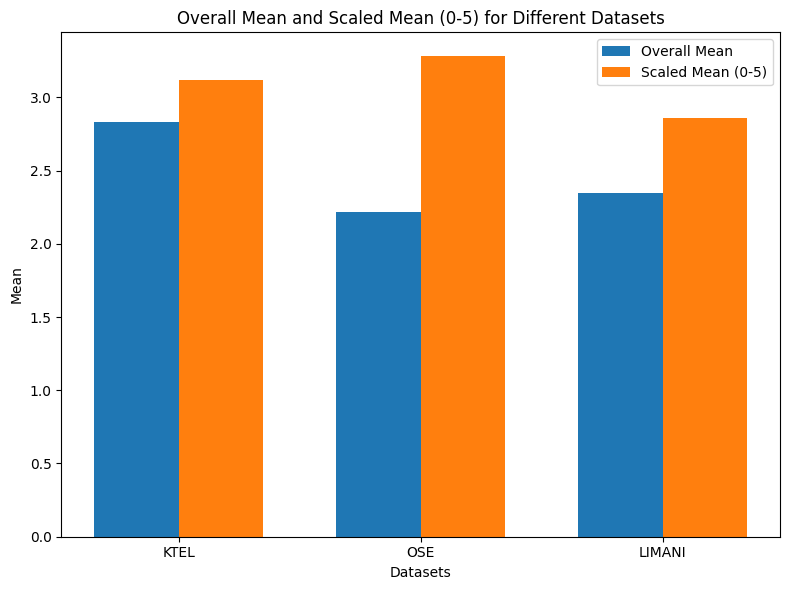 Overall Mean and Scaled Mean (0-5) for Different Datasets
Overall Mean
Scaled Mean (0-5)
3.0
2.5
2.0
1.5
1.0
0.5
0.0
Mean
KTEL OSE LIMANI
Datasets